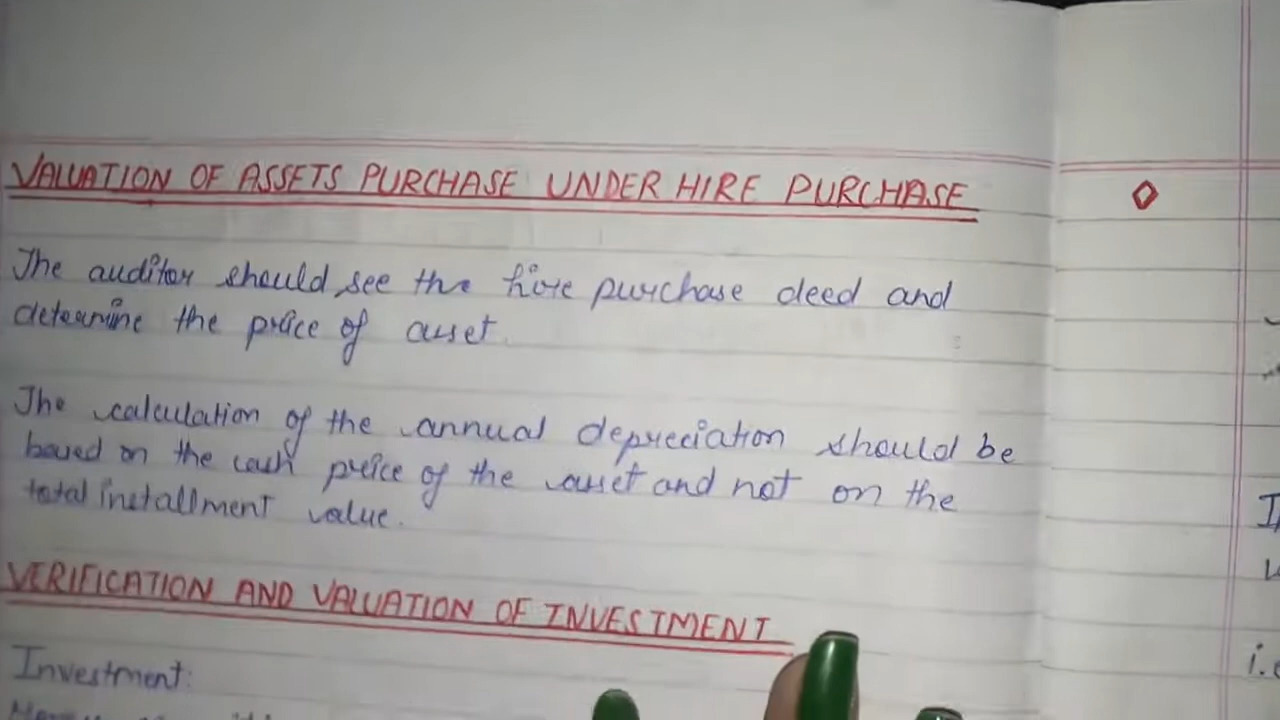 VALUATION OF ASSETS PURCHASE UNDER HIRE PURCHASE
The auditor should see the hire purchase deed and
determine the price of asset.
The calculation of the annual depreciation should be
based on the cash price of the asset and not on the
total installment value.
VERIFICATION AND VALUATION OF INVESTMENT
Investment: